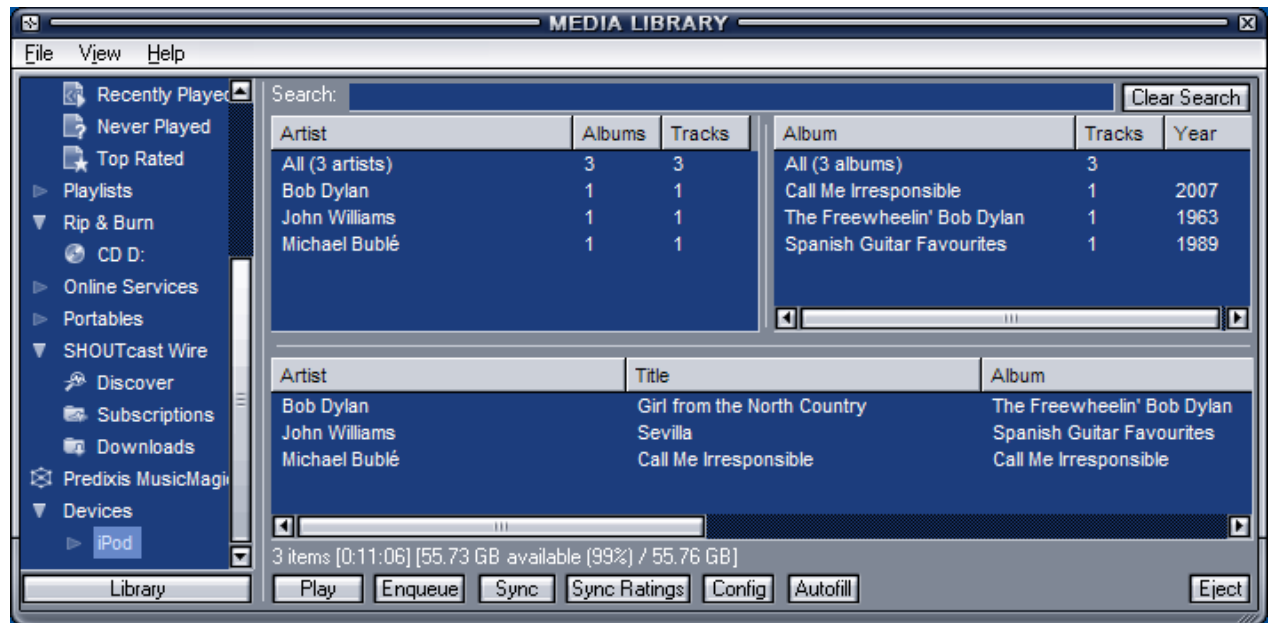 MEDIA LIBRARY
File View Help
Recently Played
Never Played
Top Rated
Playlists
Rip & Burn
CD D:
Online Services
Portables
SHOUTcast Wire
Discover
Subscriptions
Downloads
Predixis MusicMagi
Devices
iPod
Library
Search: Clear Search
Artist Albums Tracks
All (3 artists) 3 3
Bob Dylan 1 1
John Williams 1 1
Michael Bublé 1 1
Album Tracks Year
All (3 albums) 3
Call Me Irresponsible 1 2007
The Freewheelin' Bob Dylan 1 1963
Spanish Guitar Favourites 1 1989
Artist Title Album
Bob Dylan Girl from the North Country The Freewheelin' Bob Dylan
John Williams Sevilla Spanish Guitar Favourites
Michael Bublé Call Me Irresponsible Call Me Irresponsible
3 items [0:11:06] [55.73 GB available (99%) / 55.76 GB]
Play Enqueue Sync Sync Ratings Config Autofill Eject